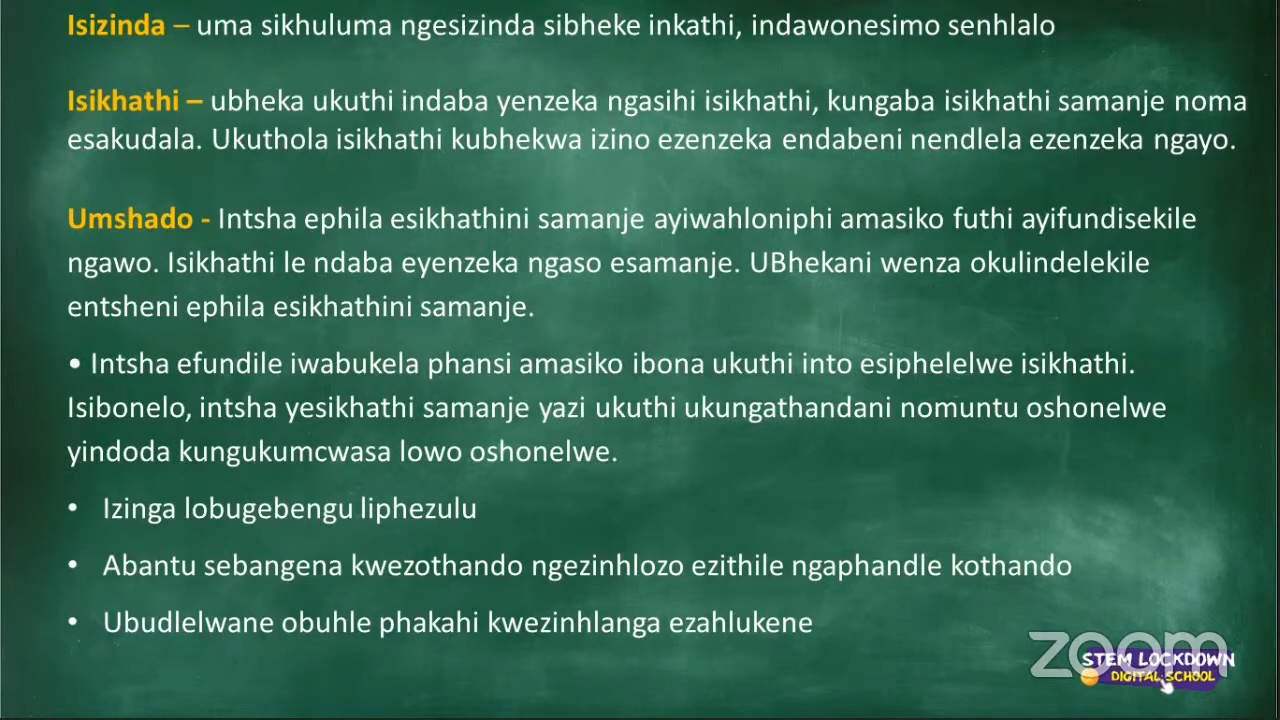 Isizinda – uma sikhuluma ngesizinda sibheke inkathi, indawonesimo senhlalo
Isikhathi – ubheka ukuthi indaba yenzeka ngasihi isikhathi, kungaba isikhathi samanje noma
esakudala. Ukuthola isikhathi kubhekwa izino ezenzeka endabeni nendlela ezenzeka ngayo.
Umshado - Intsha ephila esikhathini samanje ayiwahloniphi amasiko futhi ayifundisekile
ngawo. Isikhathi le ndaba eyenzeka ngaso esamanje. UBhekani wenza okulindelekile
entsheni ephila esikhathini samanje.
• Intsha efundile iwabukela phansi amasiko ibona ukuthi into esiphelelwe isikhathi.
Isibonelo, intsha yesikhathi samanje yazi ukuthi ukungathandani nomuntu oshonelwe
yindoda kungukumcwasa lowo oshonelwe.
• Izinga lobugebengu liphezulu
• Abantu sebangena kwezothando ngezinhlozo ezithile ngaphandle kothando
• Ubudlelwane obuhle phakahi kwezinhlanga ezahlukene
zoom
STEM LOCKDOWN
DIGITAL SCHOOL